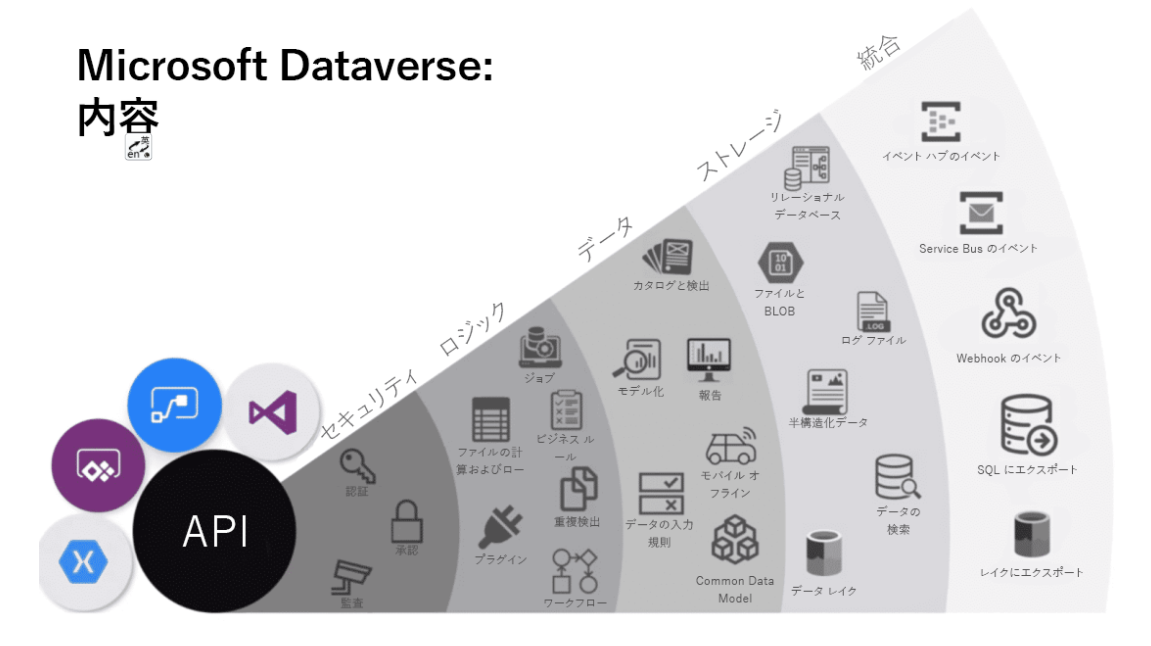 Microsoft Dataverse:
内容
英
en
API
セキュリティ
認証
承認
監査
ロジック
ジョブ
ファイルの計
算およびロー
ビジネス ル
ール
重複検出
プラグイン
ワークフロー
データ
カタログと検出
モデル化
報告
モバイル オ
フライン
データの入力
規則
Common Data
Model
ストレージ
リレーショナル
データベース
ファイルと
BLOB
10
01
ログ ファイル
LOG
半構造化データ
データの
検索
データ レイク
統合
イベント ハブのイベント
Service Bus のイベント
Webhook のイベント
SQL にエクスポート
レイクにエクスポート